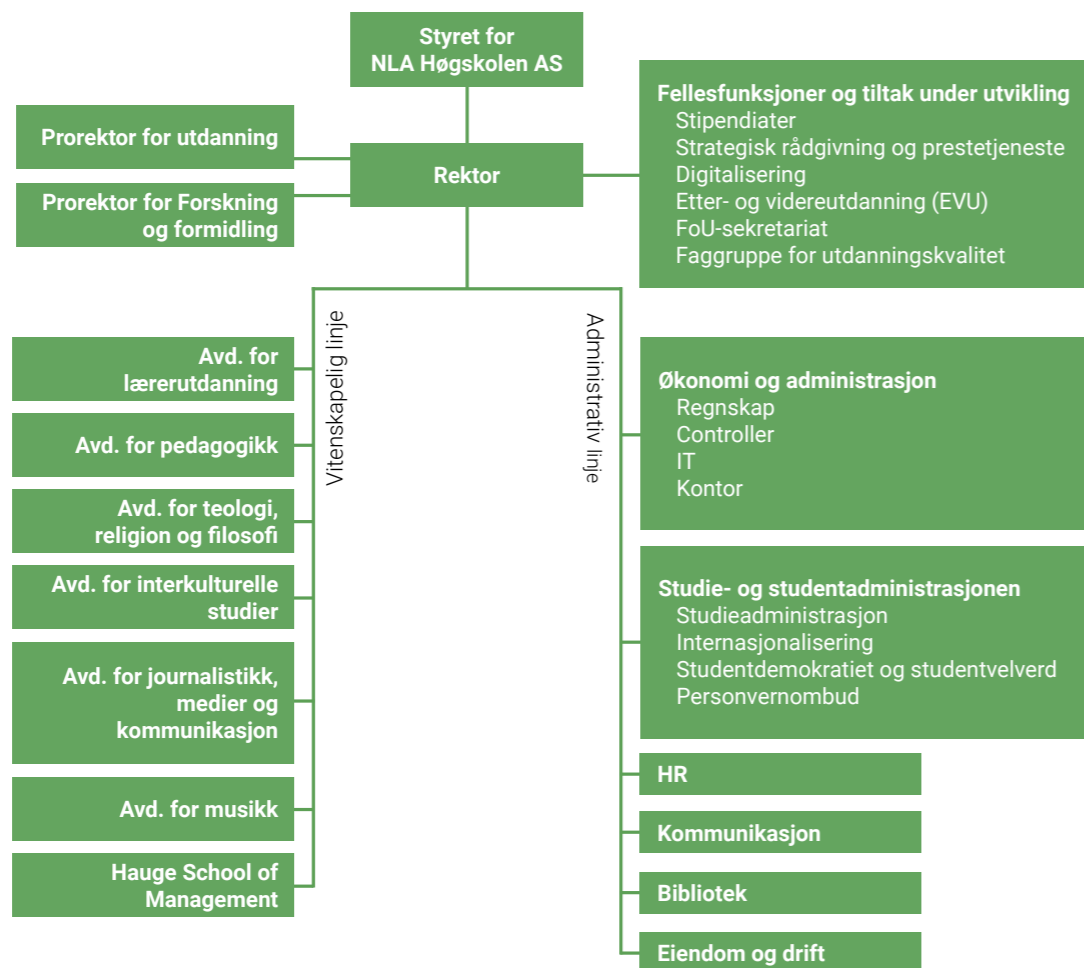 Styret for
NLA Høgskolen AS
Prorektor for utdanning
Prorektor for Forskning
og formidling
Rektor
Fellesfunksjoner og tiltak under utvikling
Stipendiater
Strategisk rådgivning og prestetjeneste
Digitalisering
Etter- og videreutdanning (EVU)
FoU-sekretariat
Faggruppe for utdanningskvalitet
Vitenskapelig linje
Avd. for
lærerutdanning
Avd. for pedagogikk
Avd. for teologi,
religion og filosofi
Avd. for interkulturelle
studier
Avd. for journalistikk,
medier og
kommunikasjon
Avd. for musikk
Hauge School of
Management
Administrativ linje
Økonomi og administrasjon
Regnskap
Controller
IT
Kontor
Studie- og studentadministrasjonen
Studieadministrasjon
Internasjonalisering
Studentdemokratiet og studentvelverd
Personvernombud
HR
Kommunikasjon
Bibliotek
Eiendom og drift